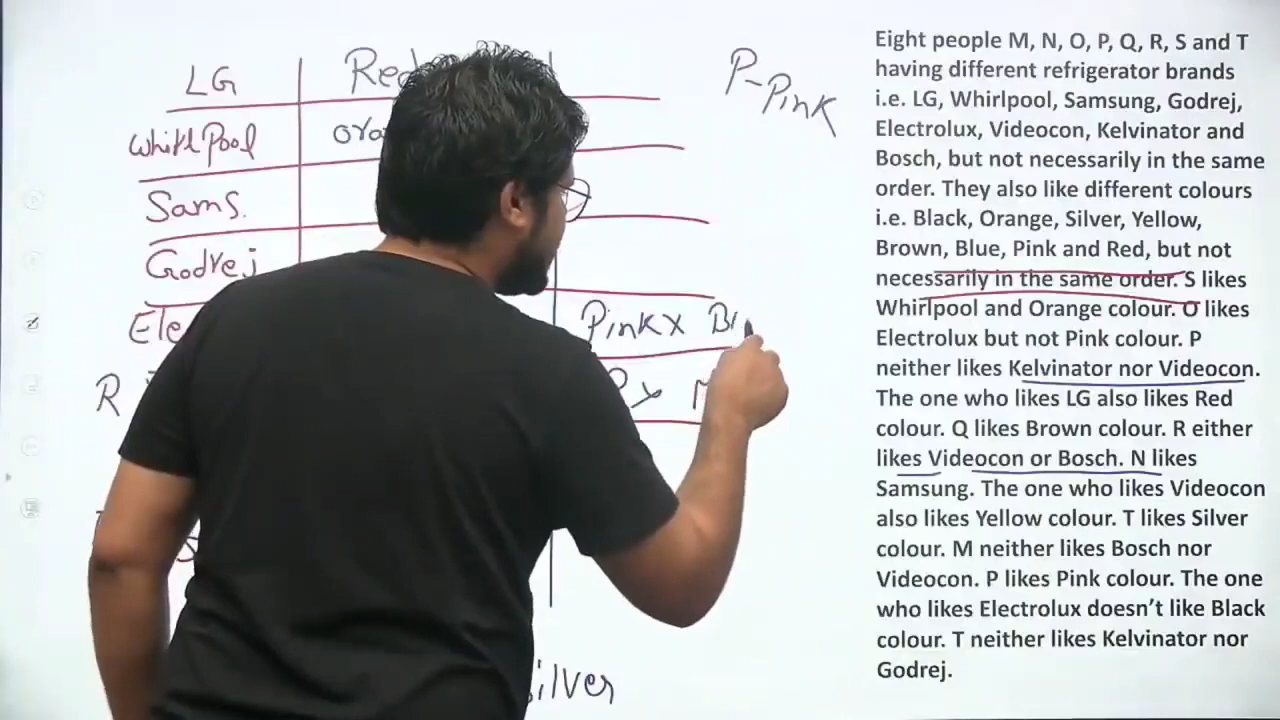 LG
Red
P-Pink
Whirlpool
Sams.
Godrej
Pinkx
R
Silver
Eight people M, N, O, P, Q, R, S and T
having different refrigerator brands
i.e. LG, Whirlpool, Samsung, Godrej,
Electrolux, Videocon, Kelvinator and
Bosch, but not necessarily in the same
order. They also like different colours
i.e. Black, Orange, Silver, Yellow,
Brown, Blue, Pink and Red, but not
necessarily in the same order. S likes
Whirlpool and Orange colour. O likes
Electrolux but not Pink colour. P
neither likes Kelvinator nor Videocon.
The one who likes LG also likes Red
colour. Q likes Brown colour. R either
likes Videocon or Bosch. N likes
Samsung. The one who likes Videocon
also likes Yellow colour. T likes Silver
colour. M neither likes Bosch nor
Videocon. P likes Pink colour. The one
who likes Electrolux doesn't like Black
colour. T neither likes Kelvinator nor
Godrej.